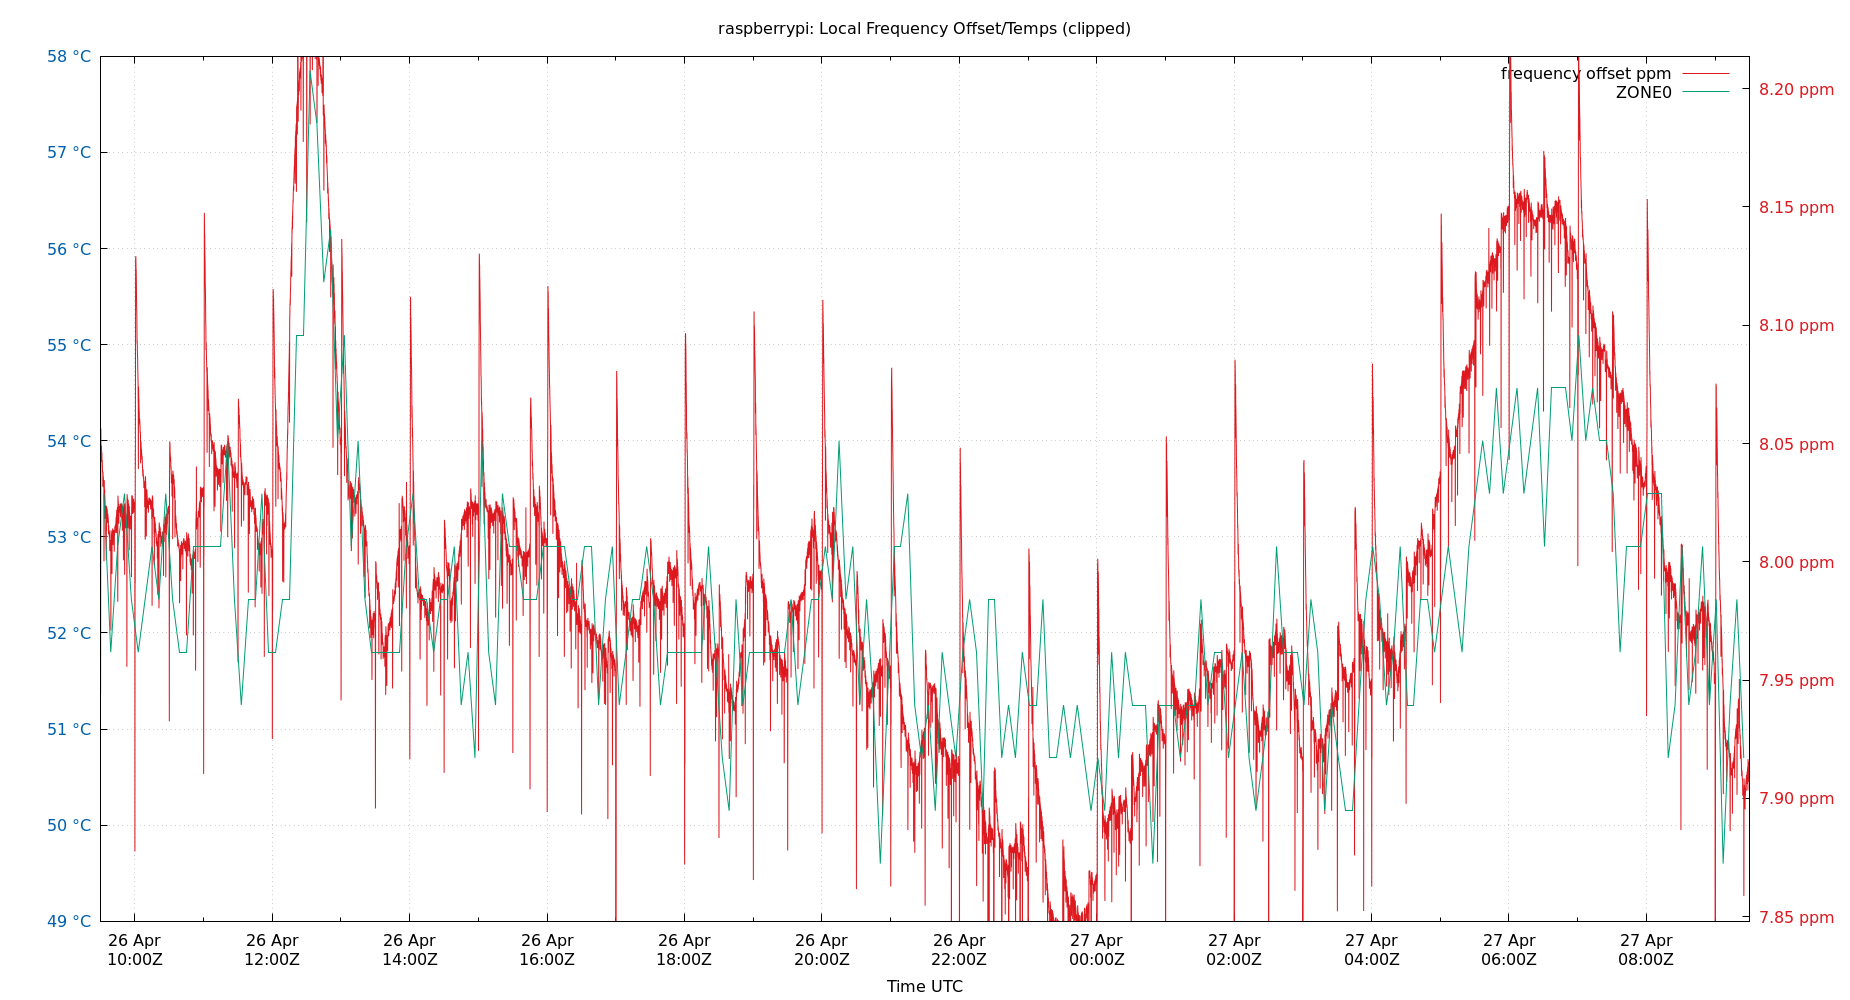 raspberrypi: Local Frequency Offset/Temps (clipped)
58 °C
57 °C
56 °C
55 °C
54 °C
53 °C
52 °C
51 °C
50 °C
49 °C
frequency offset ppm
ZONE0
8.20 ppm
8.15 ppm
8.10 ppm
8.05 ppm
8.00 ppm
7.95 ppm
7.90 ppm
7.85 ppm
26 Apr
10:00Z
26 Apr
12:00Z
26 Apr
14:00Z
26 Apr
16:00Z
26 Apr
18:00Z
26 Apr
20:00Z
26 Apr
22:00Z
27 Apr
00:00Z
27 Apr
02:00Z
27 Apr
04:00Z
27 Apr
06:00Z
27 Apr
08:00Z
Time UTC